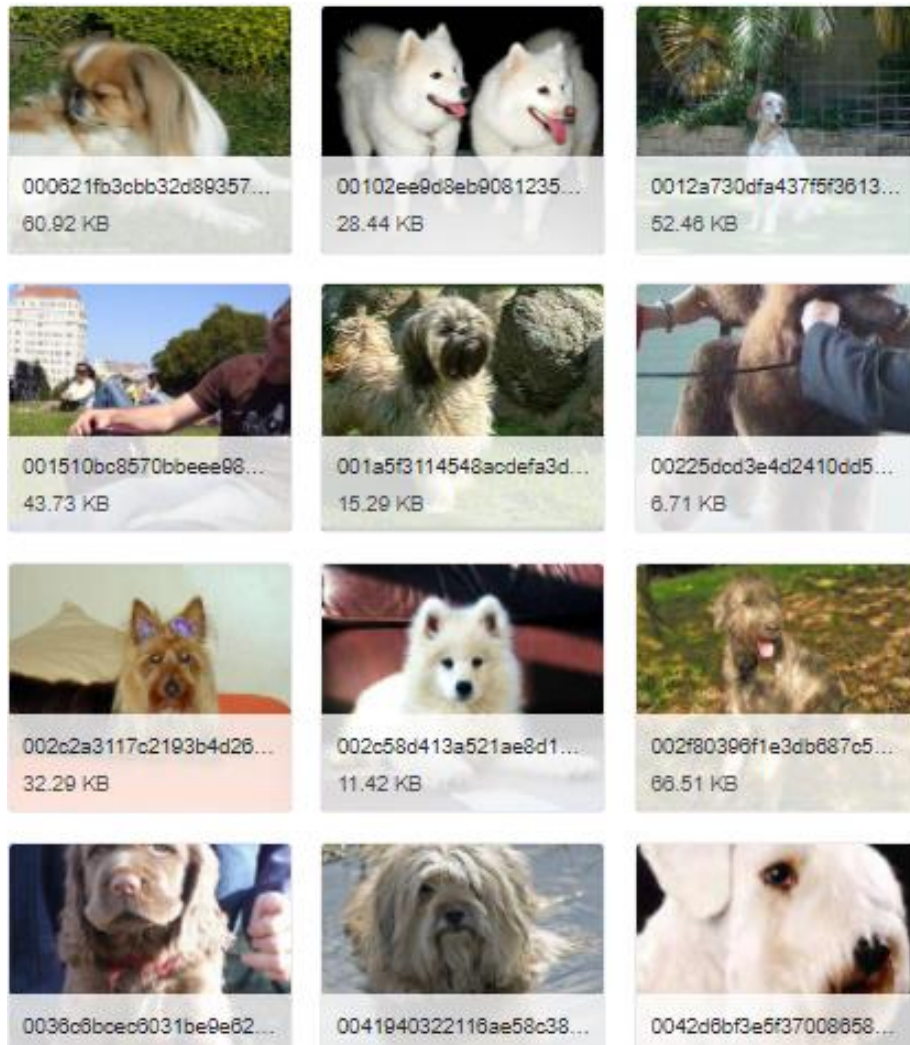 000621fb3cbb32d89357...
60.92 KB
00102ee9d8eb9081235...
28.44 KB
0012a730dfa437f5f3613...
52.46 KB
001510bc8570bbeee98...
43.73 KB
001a5f3114548acdefa3d...
15.29 KB
00225dcd3e4d2410dd5...
6.71 KB
002c2a3117c2193b4d26...
32.29 KB
002c58d413a521ae8d1...
11.42 KB
002f80396f1e3db687c5...
66.51 KB
0036c6bcec6031be9e62...
0041940322116ae58c38...
0042d6bf3e5f37008658...